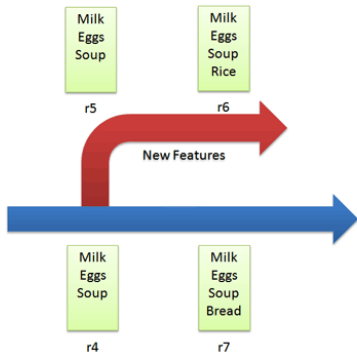 Milk
Eggs
Soup
r5
Milk
Eggs
Soup
Rice
r6
New Features
Milk
Eggs
Soup
r4
Milk
Eggs
Soup
Bread
r7